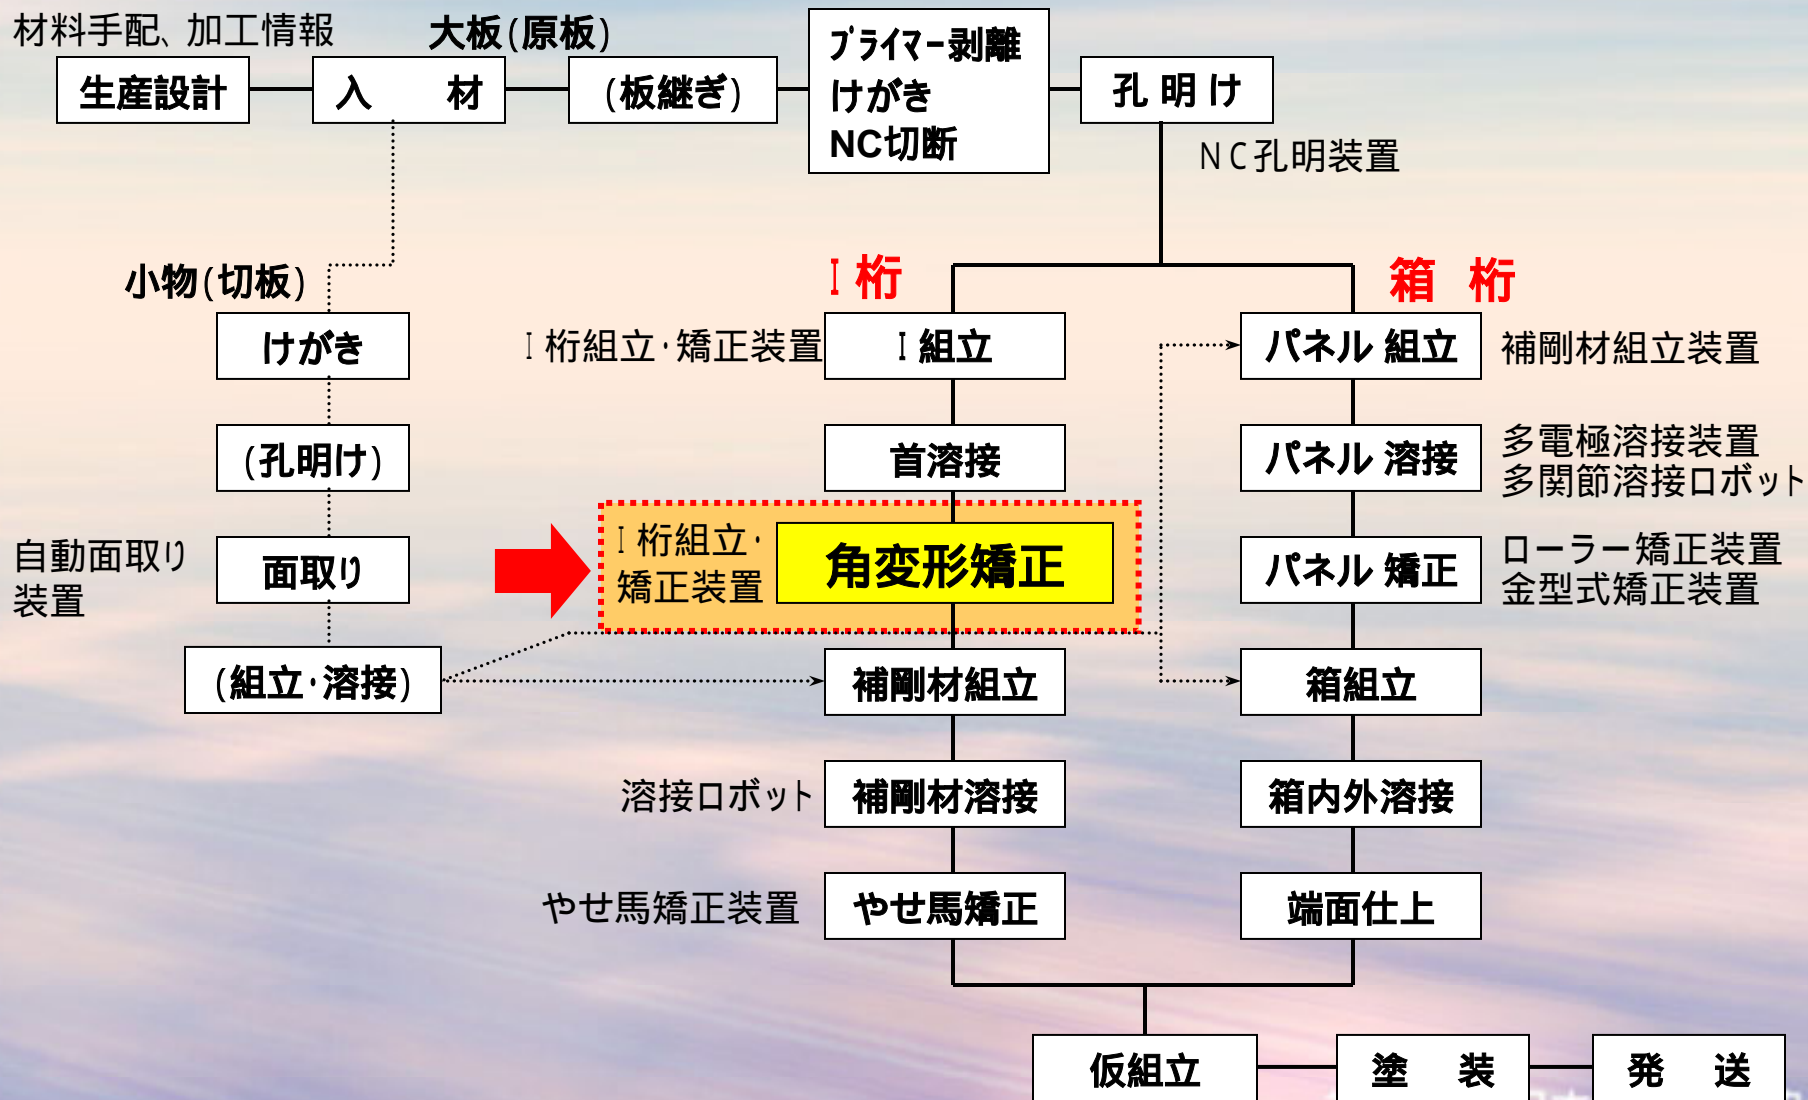 材料手配、加工情報
大板(原板)
生産設計
入　材
(板継ぎ)
プライマー剥離
けがき
NC切断
孔 明 け
NC孔明装置
小物(切板)
I 桁
箱 桁
けがき
I 桁組立・矯正装置
I 組立
パネル 組立
補剛材組立装置
(孔明け)
首溶接
パネル 溶接
多電極溶接装置
多関節溶接ロボット
自動面取り
装置
面取り
I 桁組立・
矯正装置
角変形矯正
パネル 矯正
ローラー矯正装置
金型式矯正装置
(組立・溶接)
補剛材組立
箱組立
溶接ロボット
補剛材溶接
箱内外溶接
やせ馬矯正装置
やせ馬矯正
端面仕上
仮組立
塗　装
発　送